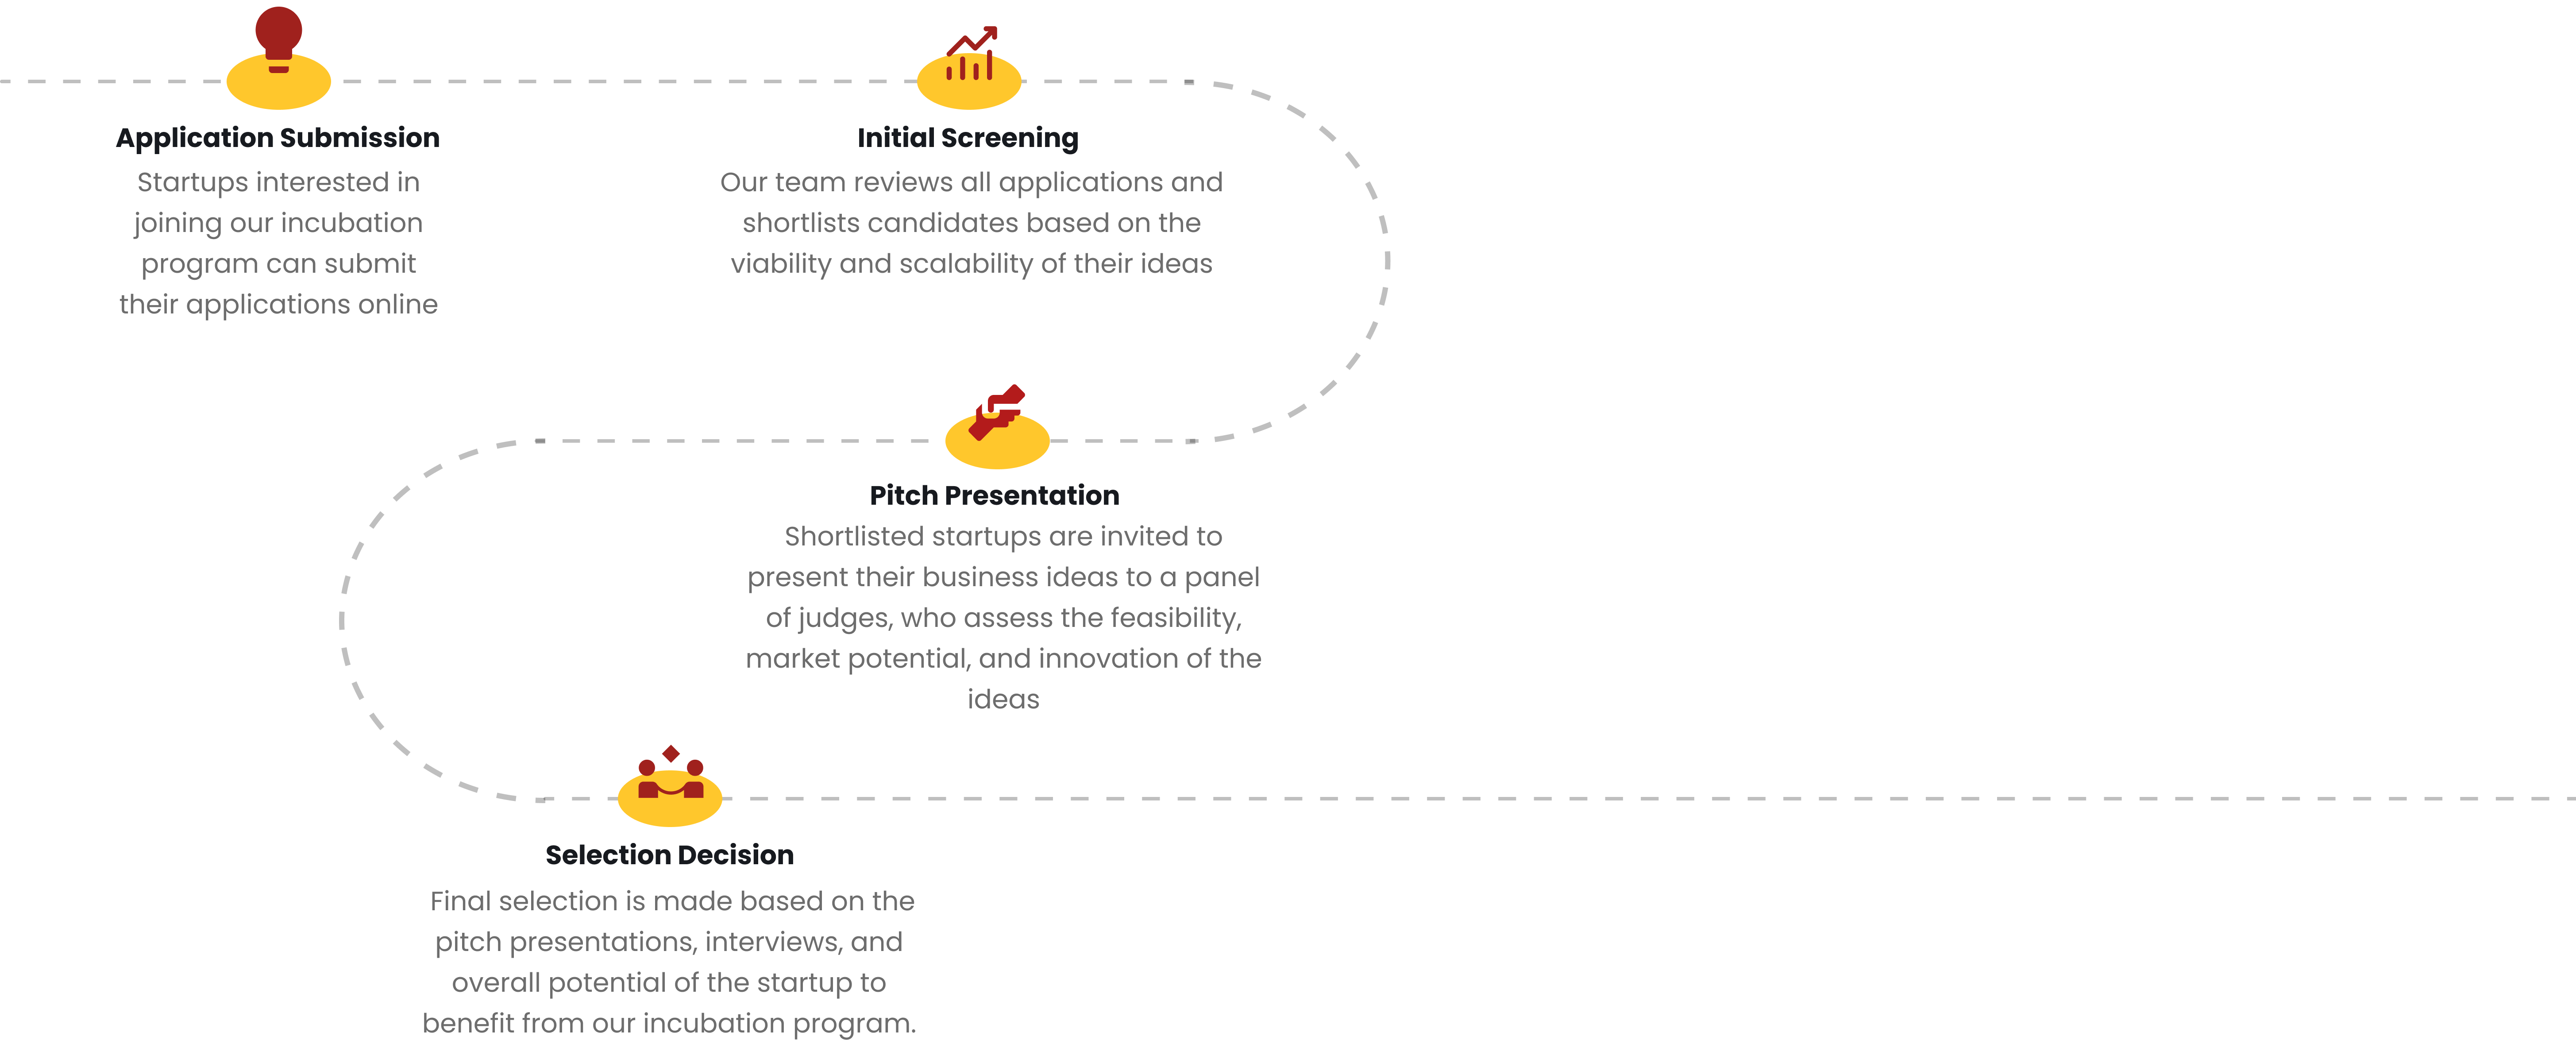 Application Submission
Startups interested in
joining our incubation
program can submit
their applications online
Initial Screening
Our team reviews all applications and
shortlists candidates based on the
viability and scalability of their ideas
Pitch Presentation
Shortlisted startups are invited to
present their business ideas to a panel
of judges, who assess the feasibility,
market potential, and innovation of the
ideas
Selection Decision
Final selection is made based on the
pitch presentations, interviews, and
overall potential of the startup to
benefit from our incubation program.